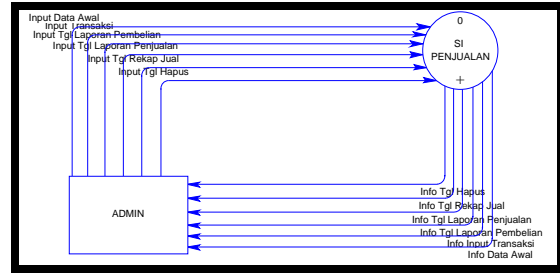 Input Data Awal
Input Transaksi
Input Tgl Laporan Pembelian
Input Tgl Laporan Penjualan
Input Tgl Rekap Jual
Input Tgl Hapus
0
SI
PENJUALAN
+
ADMIN
Info Tgl Hapus
Info Tgl Rekap Jual
Info Tgl Laporan Penjualan
Info Tgl Laporan Pembelian
Info Input Transaksi
Info Data Awal